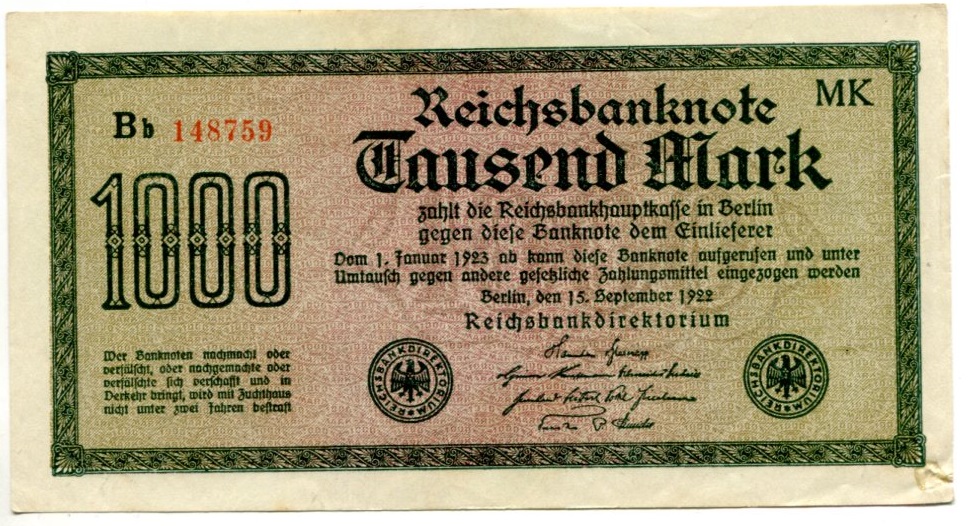 MK
Bb 148759
Reichsbanknote
Tausend Mark
1000
zahlt die Reichsbankhauptkasse in Berlin
gegen diese Banknote dem Einlieferer
Vom 1. Januar 1923 ab kann diese Banknote aufgerufen und unter
Umtausch gegen andere gesetzliche Zahlungsmittel eingezogen werden
Berlin, den 15. September 1922
Reichsbankdirektorium
Wer Banknoten nachmacht oder
verfälscht, oder nachgemachte oder
verfälschte sich verschafft und in
Verkehr bringt, wird mit Zuchthaus
nicht unter zwei Jahren bestraft
REICHSBANKDIREKTORIUM
REICHSBANKDIREKTORIUM